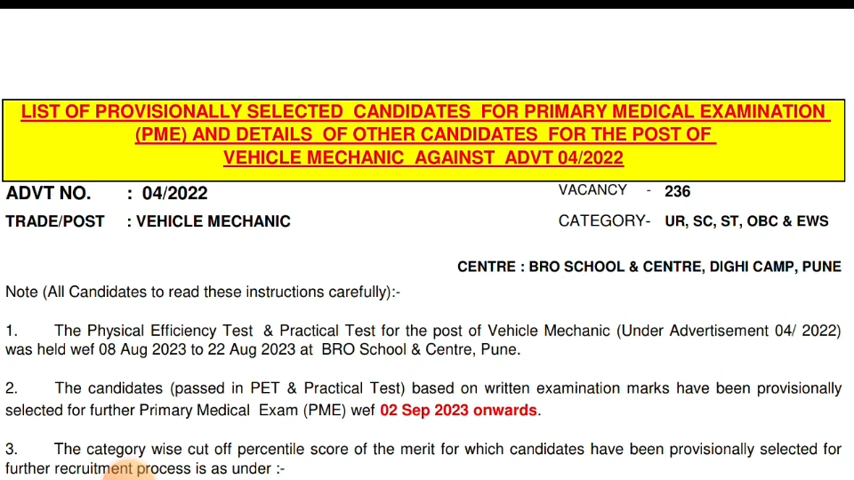 LIST OF PROVISIONALLY SELECTED CANDIDATES FOR PRIMARY MEDICAL EXAMINATION
(PME) AND DETAILS OF OTHER CANDIDATES FOR THE POST OF
VEHICLE MECHANIC AGAINST ADVT 04/2022
ADVT NO. : 04/2022 VACANCY - 236
TRADE/POST : VEHICLE MECHANIC CATEGORY- UR, SC, ST, OBC & EWS
CENTRE : BRO SCHOOL & CENTRE, DIGHI CAMP, PUNE
Note (All Candidates to read these instructions carefully):-
1. The Physical Efficiency Test & Practical Test for the post of Vehicle Mechanic (Under Advertisement 04/ 2022)
was held wef 08 Aug 2023 to 22 Aug 2023 at BRO School & Centre, Pune.
2. The candidates (passed in PET & Practical Test) based on written examination marks have been provisionally
selected for further Primary Medical Exam (PME) wef 02 Sep 2023 onwards.
3. The category wise cut off percentile score of the merit for which candidates have been provisionally selected for
further recruitment process is as under :-